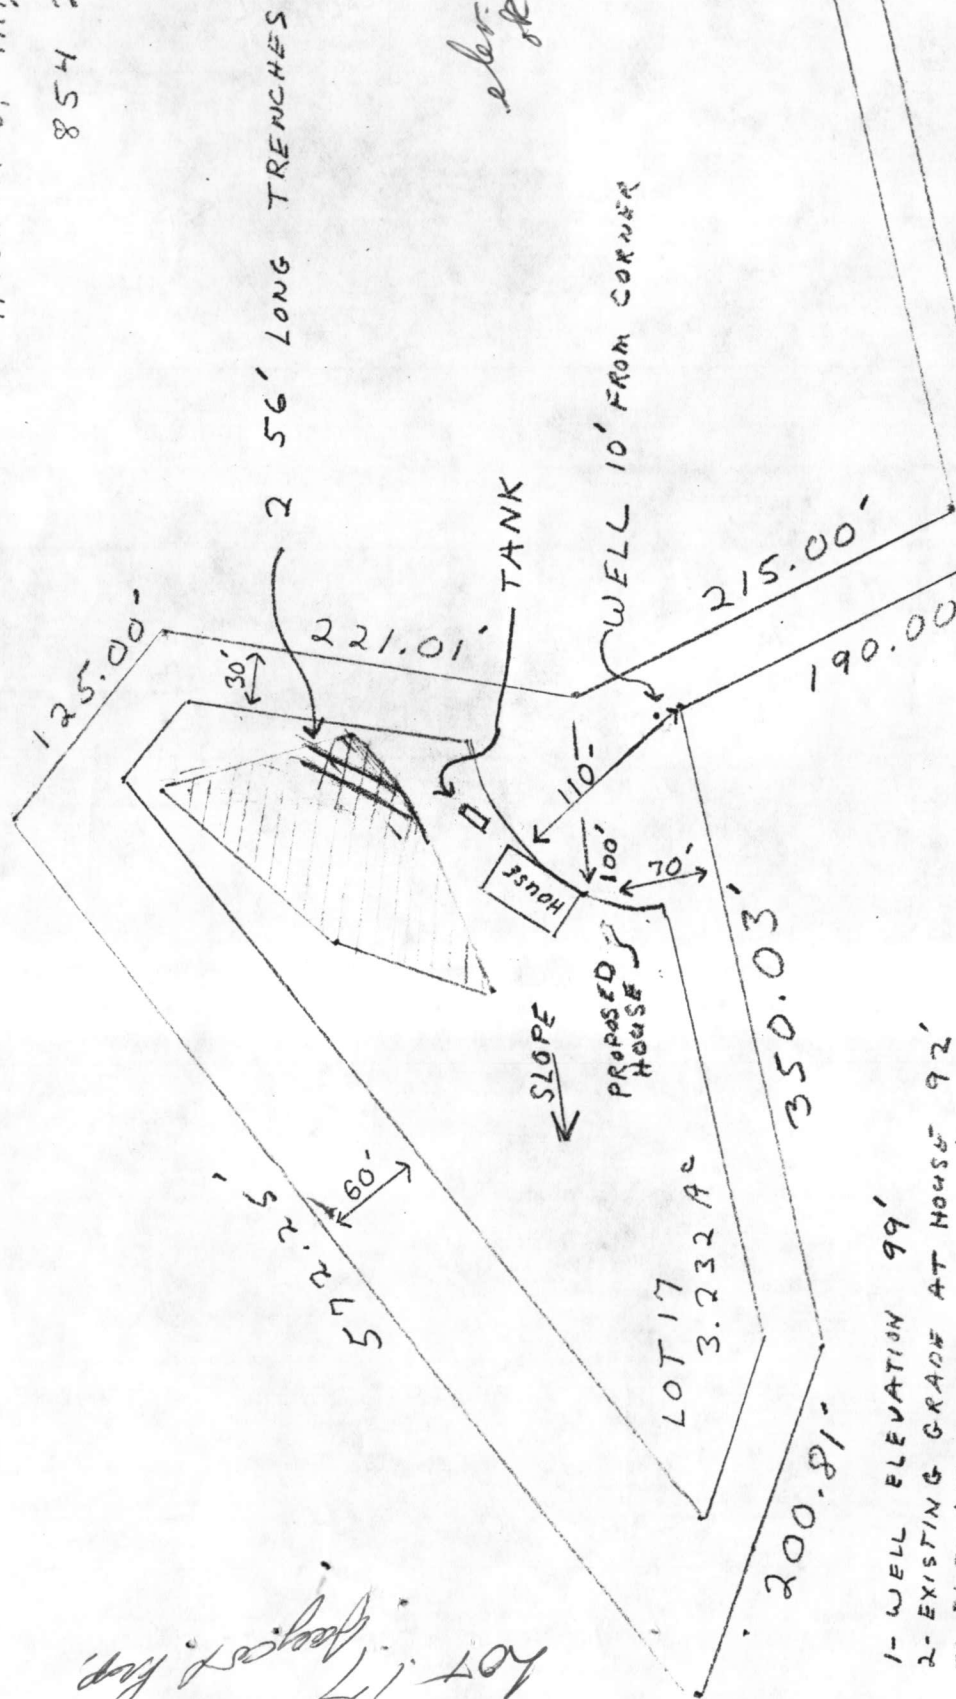 854
2 56' LONG TRENCHES
125.00'
221.01'
30'
TANK
WELL 10' FROM CORNER
215.00'
190.00
110'
100'
70'
HOUSE
PROPOSED
HOUSE
SLOPE
350.03'
60'
572.25'
LOT 17
3.232 Ac
200.81'
LOT 17
1- WELL ELEVATION 99'
2- EXISTING GRADE AT HOUSE 92'